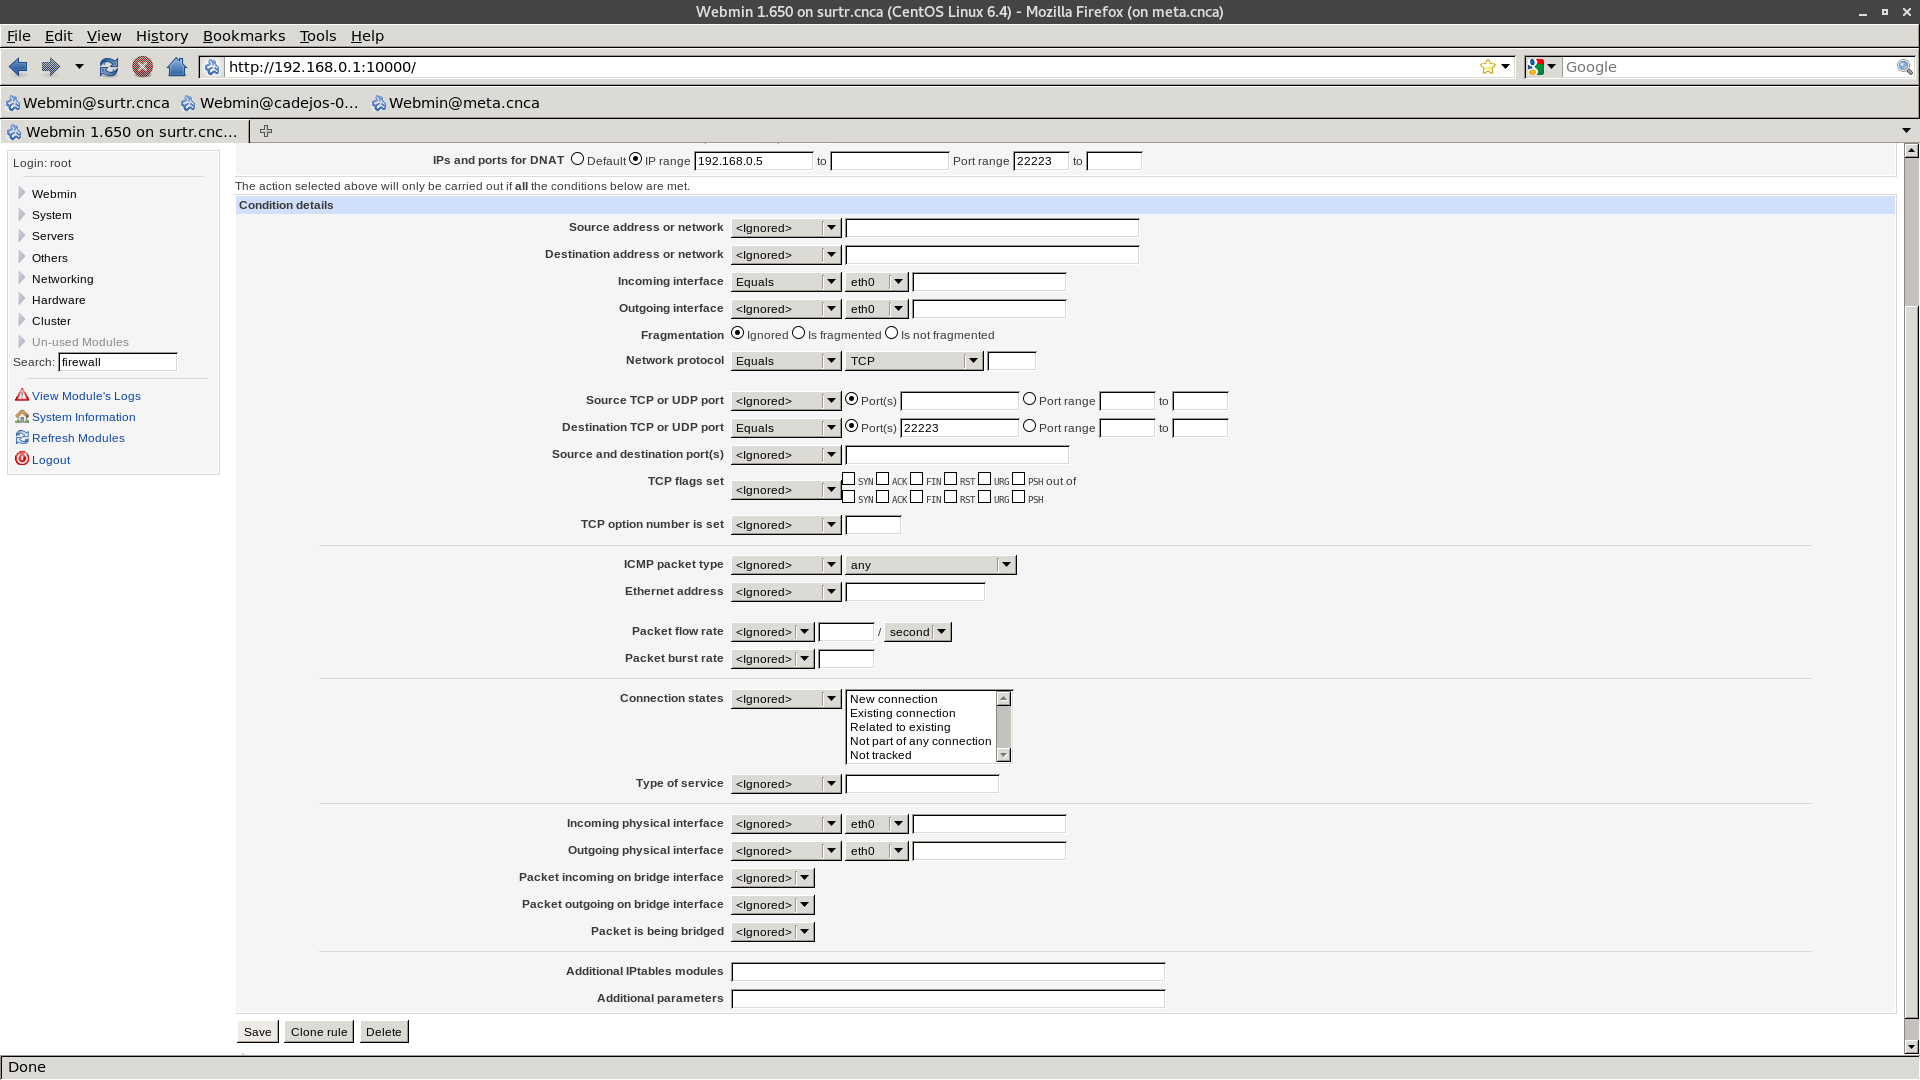 Webmin 1.650 on surtr.cnca (CentOS Linux 6.4) - Mozilla Firefox (on meta.cnca)
File Edit View History Bookmarks Tools Help
http://192.168.0.1:10000/ Google
Webmin@surtr.cnca Webmin@cadejos-0... Webmin@meta.cnca
Webmin 1.650 on surtr.cnc...
Login: root
Webmin
System
Servers
Others
Networking
Hardware
Cluster
Un-used Modules
Search: firewall
View Module's Logs
System Information
Refresh Modules
Logout
IPs and ports for DNAT Default IP range 192.168.0.5 to Port range 22223 to
The action selected above will only be carried out if all the conditions below are met.
Condition details
Source address or network <Ignored>
Destination address or network <Ignored>
Incoming interface Equals eth0
Outgoing interface <Ignored> eth0
Fragmentation Ignored Is fragmented Is not fragmented
Network protocol Equals TCP
Source TCP or UDP port <Ignored> Port(s) Port range to
Destination TCP or UDP port Equals Port(s) 22223 Port range to
Source and destination port(s) <Ignored>
TCP flags set <Ignored> SYN ACK FIN RST URG PSH out of
SYN ACK FIN RST URG PSH
TCP option number is set <Ignored>
ICMP packet type <Ignored> any
Ethernet address <Ignored>
Packet flow rate <Ignored> / second
Packet burst rate <Ignored>
Connection states <Ignored> New connection
Existing connection
Related to existing
Not part of any connection
Not tracked
Type of service <Ignored>
Incoming physical interface <Ignored> eth0
Outgoing physical interface <Ignored> eth0
Packet incoming on bridge interface <Ignored>
Packet outgoing on bridge interface <Ignored>
Packet is being bridged <Ignored>
Additional IPtables modules
Additional parameters
Save Clone rule Delete
Done